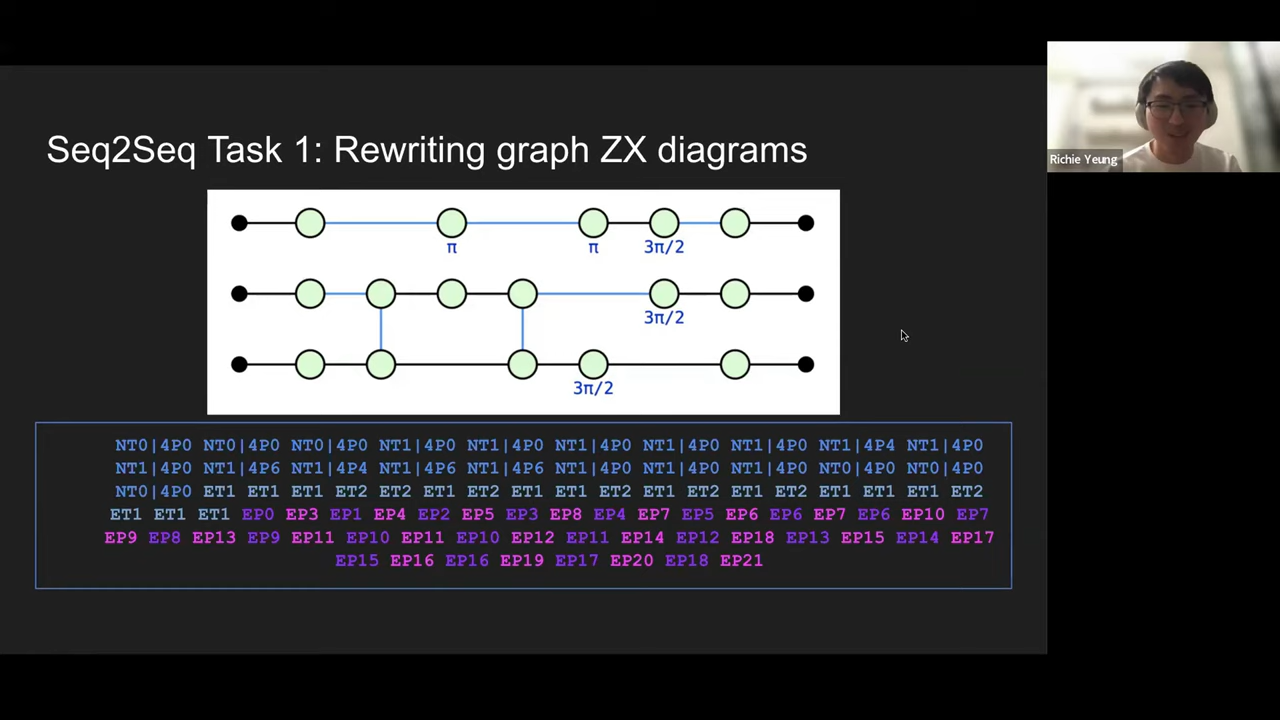 Seq2Seq Task 1: Rewriting graph ZX diagrams
π π 3π/2
3π/2
3π/2
NT0|4P0 NT0|4P0 NT0|4P0 NT1|4P0 NT1|4P0 NT1|4P0 NT1|4P0 NT1|4P0 NT1|4P4 NT1|4P0
NT1|4P0 NT1|4P6 NT1|4P4 NT1|4P6 NT1|4P6 NT1|4P0 NT1|4P0 NT1|4P0 NT0|4P0 NT0|4P0
NT0|4P0 ET1 ET1 ET1 ET2 ET2 ET1 ET2 ET1 ET1 ET2 ET1 ET2 ET1 ET2 ET1 ET1 ET1 ET2
ET1 ET1 ET1 EP0 EP3 EP1 EP4 EP2 EP5 EP3 EP8 EP4 EP7 EP5 EP6 EP6 EP7 EP6 EP10 EP7
EP9 EP8 EP13 EP9 EP11 EP10 EP11 EP10 EP12 EP11 EP14 EP12 EP18 EP13 EP15 EP14 EP17
EP15 EP16 EP16 EP19 EP17 EP20 EP18 EP21
Richie Yeung